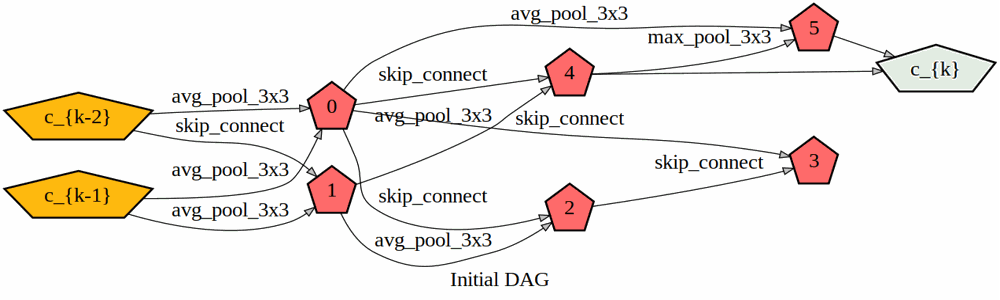 avg_pool_3x3
5
max_pool_3x3
c_{k}
4
skip_connect
avg_pool_3x3
c_{k-2}
0
avg_pool_3x3
skip_connect
skip_connect
avg_pool_3x3
skip_connect
3
c_{k-1}
1
skip_connect
avg_pool_3x3
2
avg_pool_3x3
Initial DAG